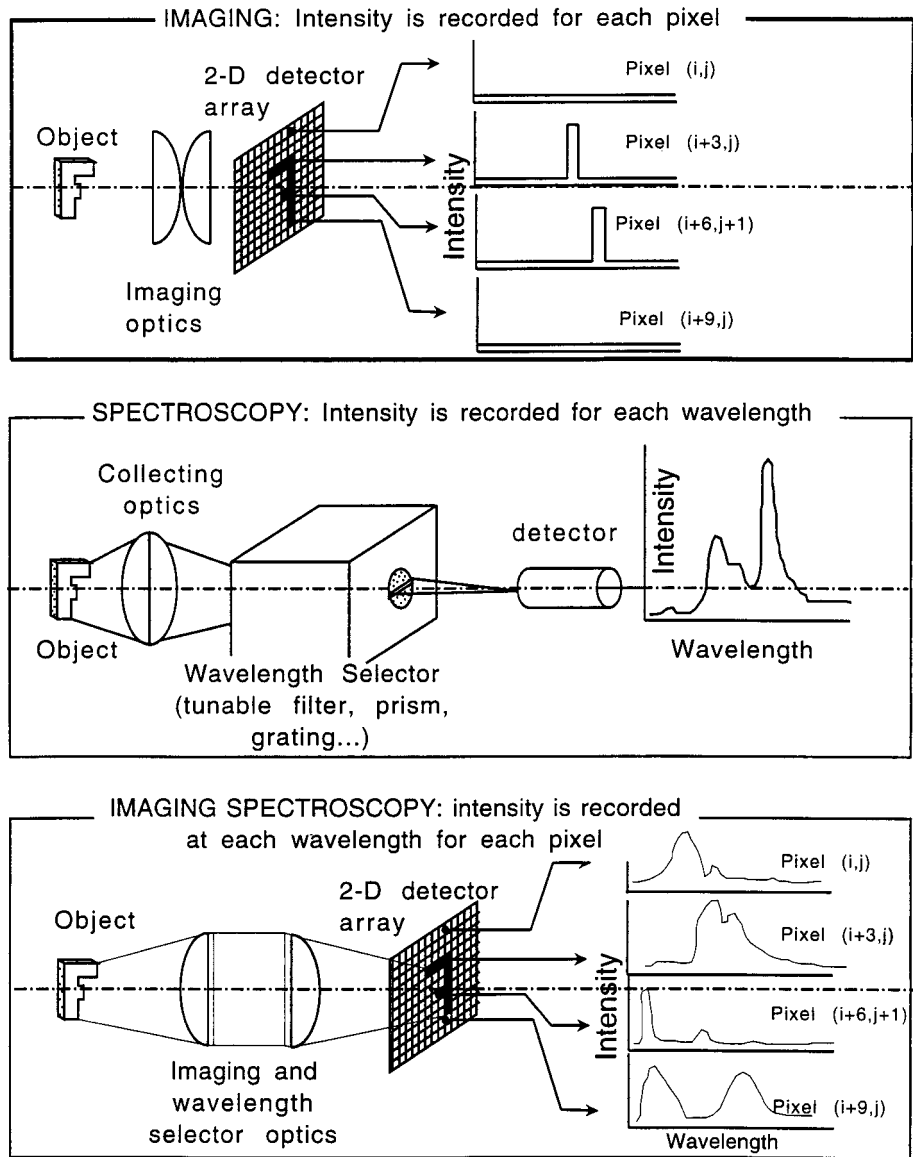 IMAGING: Intensity is recorded for each pixel
2-D detector
array
Object
Imaging
optics
Intensity
Pixel (i,j)
Pixel (i+3,j)
Pixel (i+6,j+1)
Pixel (i+9,j)
SPECTROSCOPY: Intensity is recorded for each wavelength
Collecting
optics
Object
Wavelength Selector
(tunable filter, prism,
grating...)
detector
Intensity
Wavelength
IMAGING SPECTROSCOPY: intensity is recorded
at each wavelength for each pixel
2-D detector
array
Object
Imaging and
wavelength
selector optics
Intensity
Pixel (i,j)
Pixel (i+3,j)
Pixel (i+6,j+1)
Pixel (i+9,j)
Wavelength